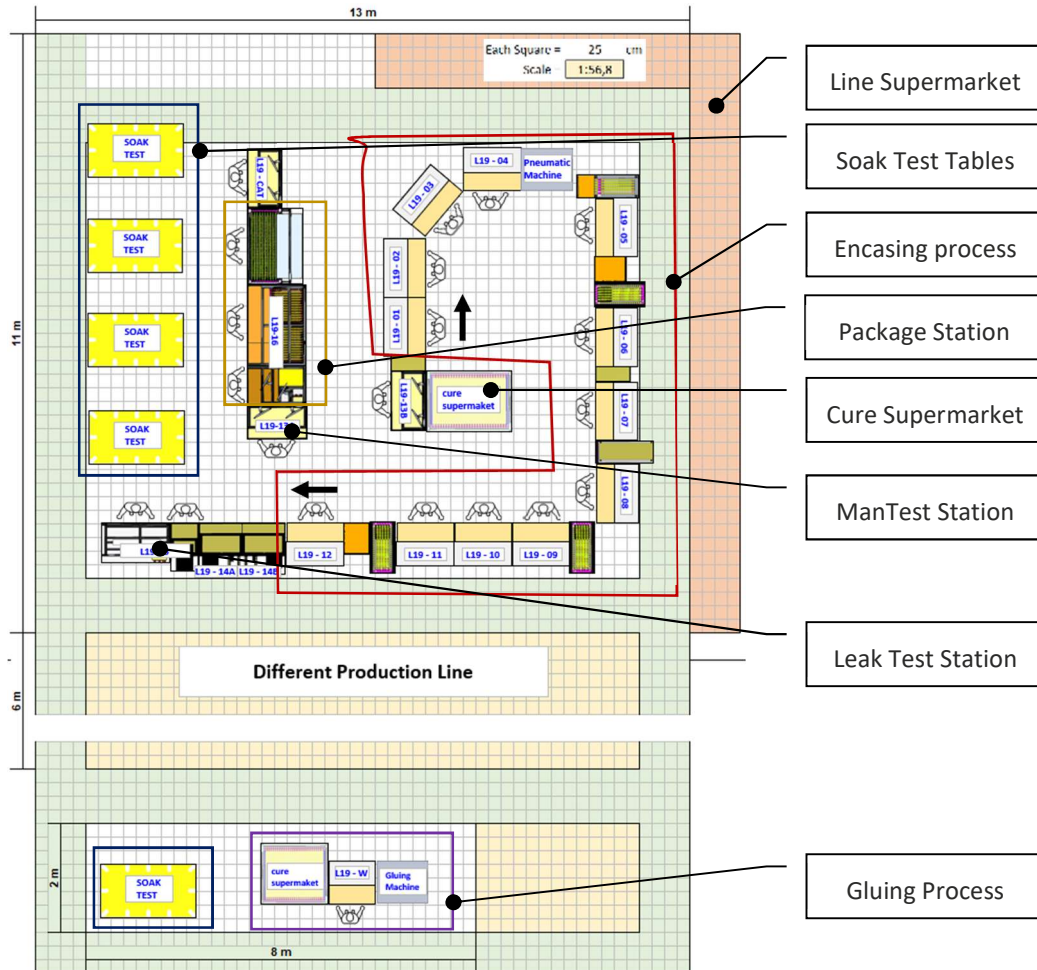 13 m
Each Square = 25 cm
Scale 1:56,8
11 m
6 m
Line Supermarket
Soak Test Tables
Encasing process
Package Station
Cure Supermarket
ManTest Station
Leak Test Station
Gluing Process
SOAK
TEST
SOAK
TEST
SOAK
TEST
SOAK
TEST
L19 - CAT
L19-16
L19 - 04
Pneumatic
Machine
L19 - 03
L19 - 02
L19 - 01
L19 - 05
L19 - 06
L19 - 07
L19 - 08
L19-13B
cure
supermaket
L19 - 14A
L19 - 14B
L19 - 12
L19 - 11
L19 - 10
L19 - 09
Different Production Line
2 m
SOAK
TEST
cure
supermaket
L19 - W
Gluing
Machine
8 m